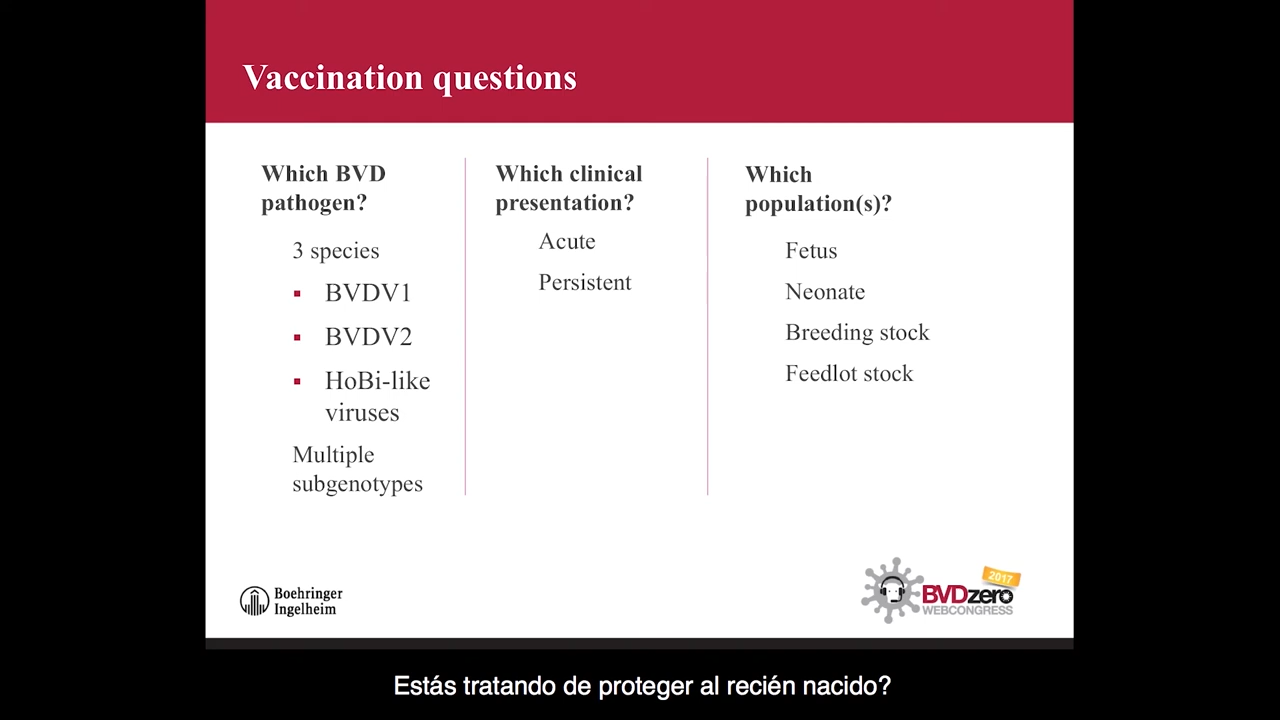 Vaccination questions
Which BVD
pathogen?
3 species
▪ BVDV1
▪ BVDV2
▪ HoBi-like
viruses
Multiple
subgenotypes
Which clinical
presentation?
Acute
Persistent
Which
population(s)?
Fetus
Neonate
Breeding stock
Feedlot stock
Boehringer
Ingelheim
2017
BVDzero
WEBCONGRESS
Estás tratando de proteger al recién nacido?